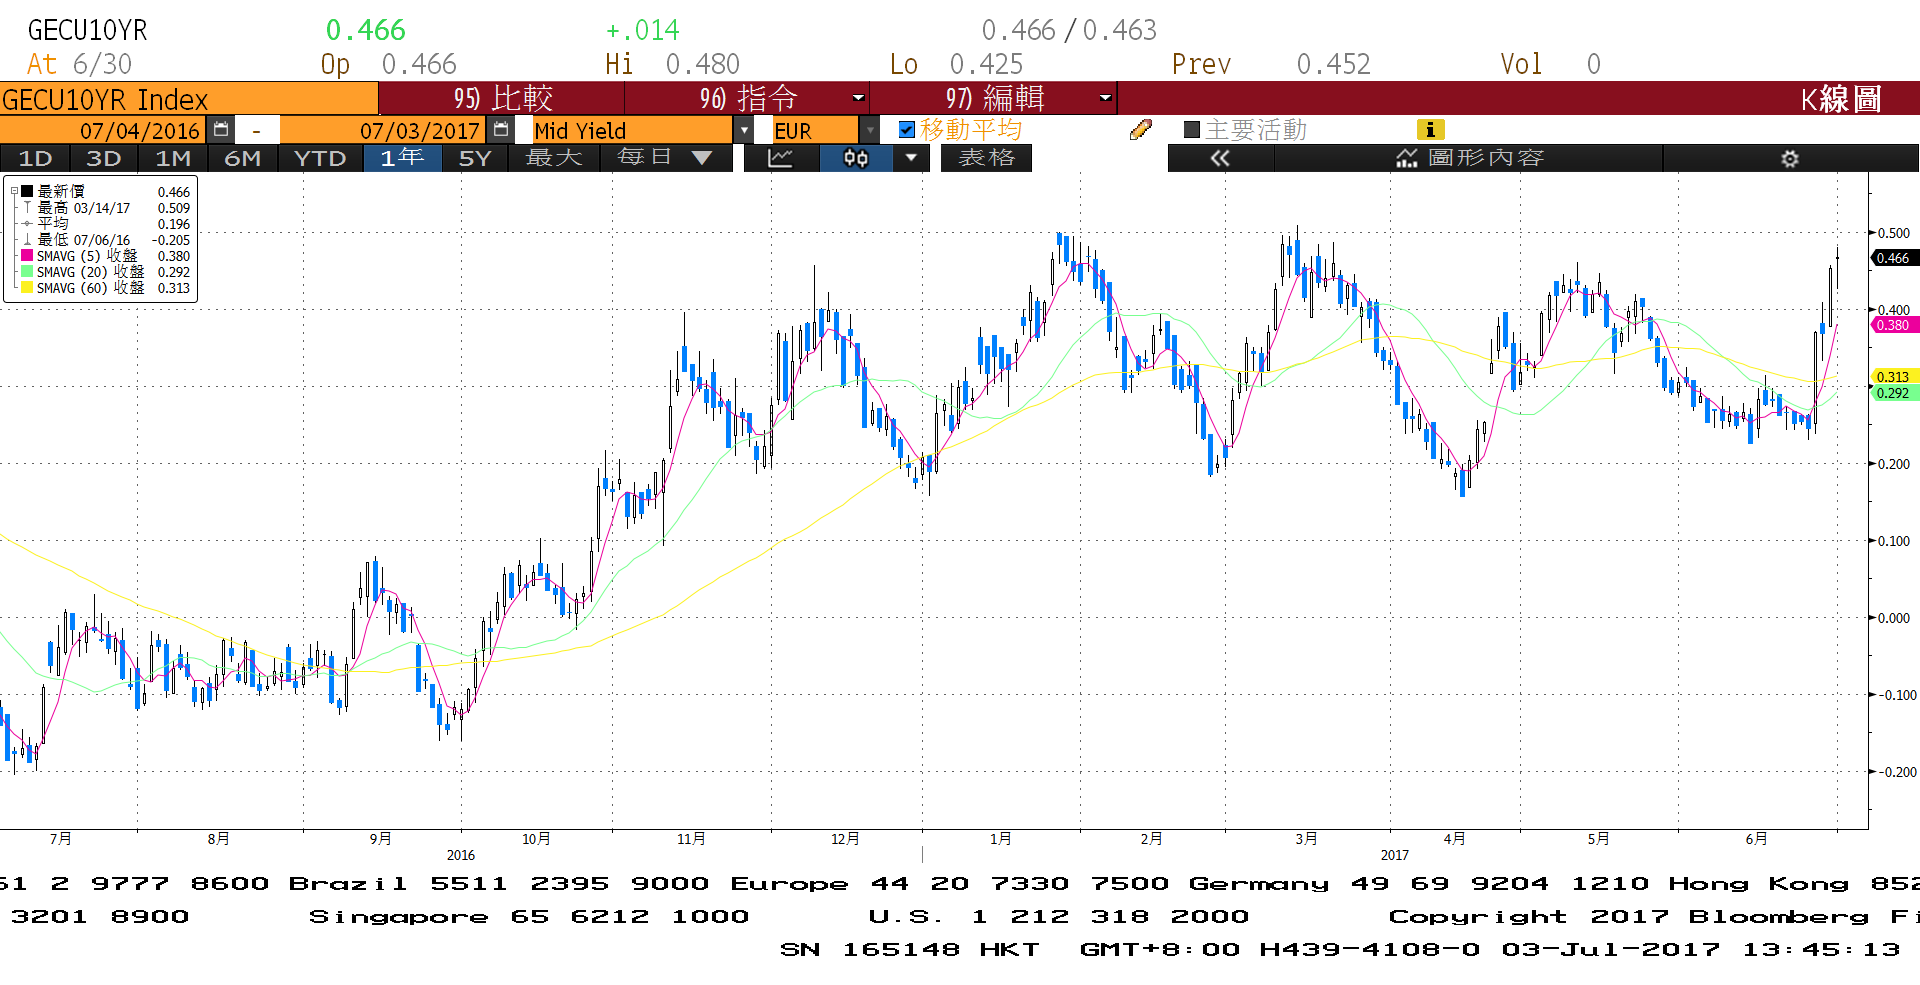 GECU10YR 0.466 +.014 0.466 / 0.463
At 6/30 Op 0.466 Hi 0.480 Lo 0.425 Prev 0.452 Vol 0
GECU10YR Index 95) 比較 96) 指令 97) 編輯 K線圖
07/04/2016 - 07/03/2017 Mid Yield EUR 移動平均 主要活動
1D 3D 1M 6M YTD 1年 5Y 最大 每日 表格 « 圖形內容
最新價 0.466
最高 03/14/17 0.509
平均 0.196
最低 07/06/16 -0.205
SMAVG (5) 收盤 0.380
SMAVG (20) 收盤 0.292
SMAVG (60) 收盤 0.313
0.500
0.466
0.400
0.380
0.313
0.292
0.200
0.100
0.000
-0.100
-0.200
7月 8月 9月 10月 11月 12月 1月 2月 3月 4月 5月 6月
2016 2017
61 2 9777 8600 Brazil 5511 2395 9000 Europe 44 20 7330 7500 Germany 49 69 9204 1210 Hong Kong 852
3201 8900 Singapore 65 6212 1000 U.S. 1 212 318 2000 Copyright 2017 Bloomberg Fi
SN 165148 HKT GMT+8:00 H439-4108-0 03-Jul-2017 13:45:13